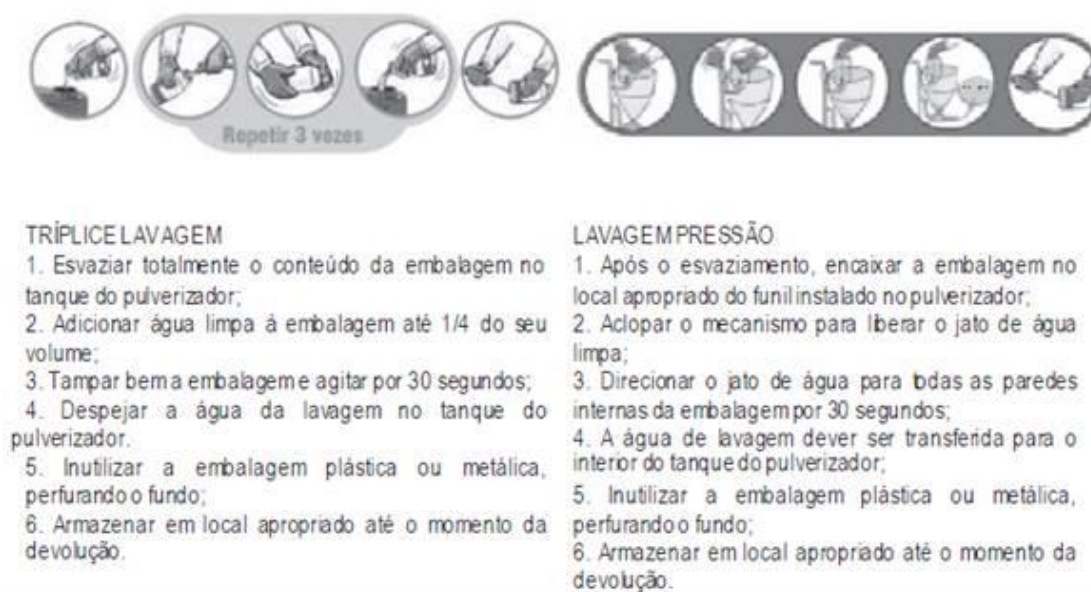 Repetir 3 vezes
TRÍPLICE LAVAGEM
1. Esvaziar totalmente o conteúdo da embalagem no
tanque do pulverizador;
2. Adicionar água limpa á embalagem até 1/4 do seu
volume;
3. Tampar bem a embalagem e agitar por 30 segundos;
4. Despejar a água da lavagem no tanque do
pulverizador.
5. Inutilizar a embalagem plástica ou metálica,
perfurando o fundo;
6. Armazenar em local apropriado até o momento da
devolução.
LAVAGEM PRESSÃO
1. Após o esvaziamento, encaixar a embalagem no
local apropriado do funil instalado no pulverizador;
2. Aclopar o mecanismo para liberar o jato de água
limpa;
3. Direcionar o jato de água para todas as paredes
internas da embalagem por 30 segundos;
4. A água de lavagem dever ser transferida para o
interior do tanque do pulverizador;
5. Inutilizar a embalagem plástica ou metálica,
perfurando o fundo;
6. Armazenar em local apropriado até o momento da
devolução.